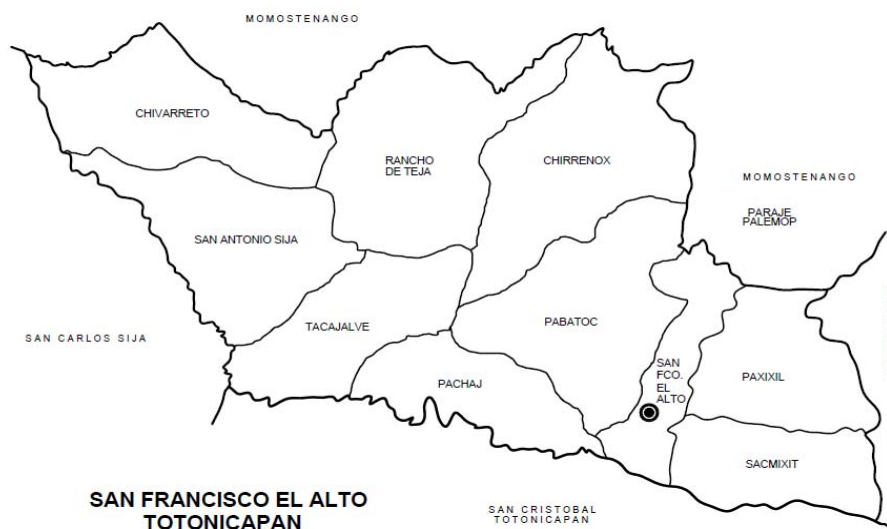 MOMOSTENANGO
CHIVARRETO
RANCHO
DE TEJA
CHIRRENOX
MOMOSTENANGO
PARAJE
PALEMOP
SAN ANTONIO SIJA
TACAJALVE
PABATOC
SAN CARLOS SIJA
SAN
FCO.
EL
ALTO
PACHAJ
PAXIXIL
SACMIXIT
SAN FRANCISCO EL ALTO
TOTONICAPAN
SAN CRISTOBAL
TOTONICAPAN